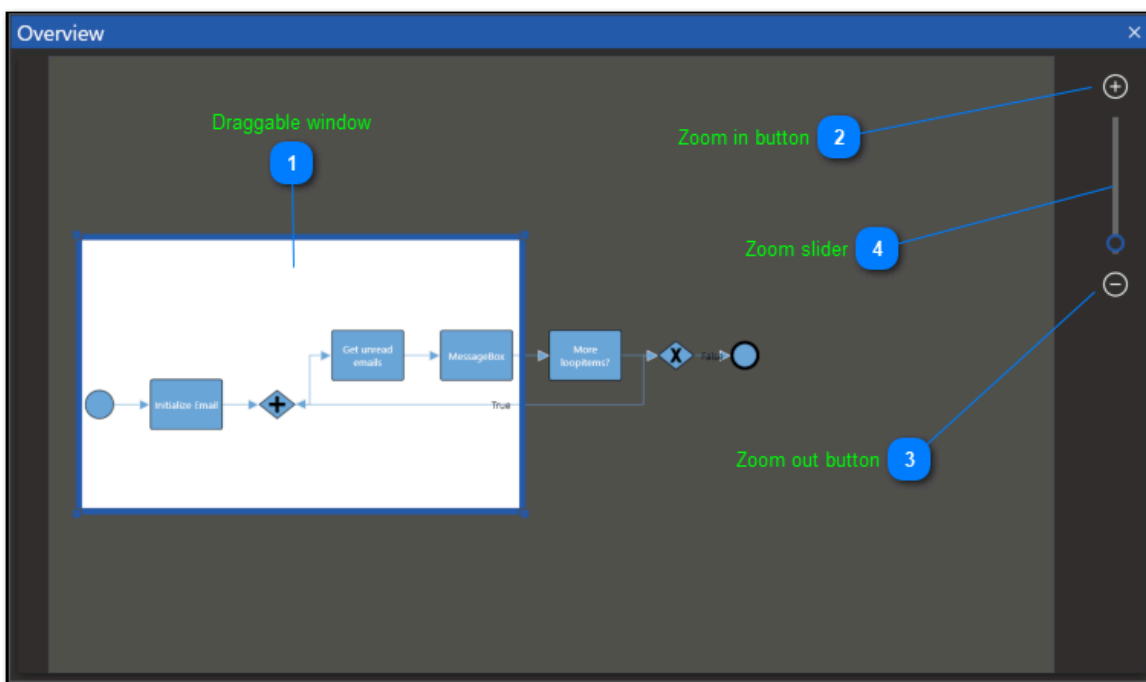 Overview
Draggable window
1
Zoom in button 2
Zoom slider 4
Get unread
emails
MessageBox
More
loopitems?
False
Initialize Email
True
Zoom out button 3